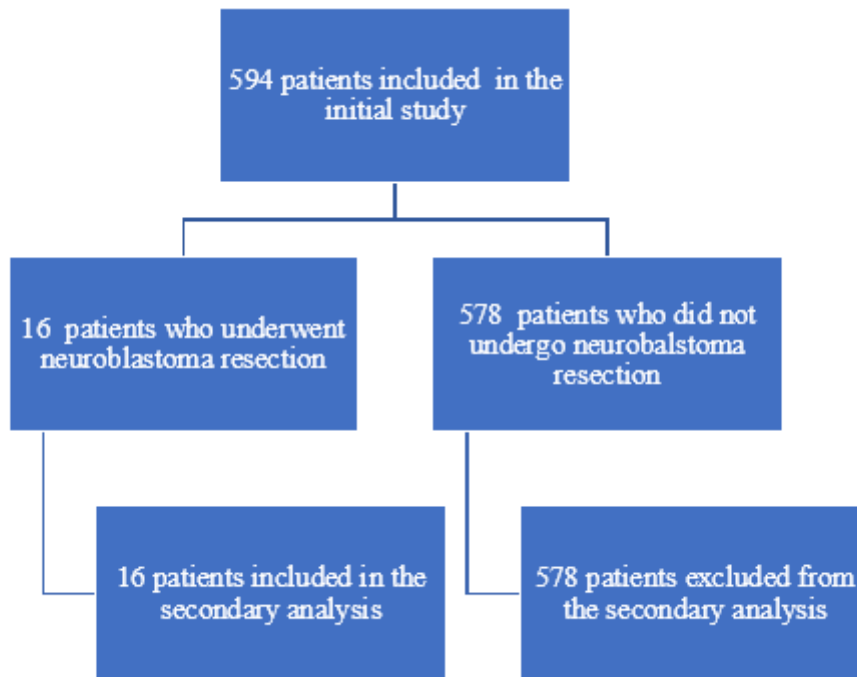 594 patients included in the
initial study
16 patients who underwent
neuroblastoma resection
578 patients who did not
undergo neurobalstoma
resection
16 patients included in the
secondary analysis
578 patients excluded from
the secondary analysis